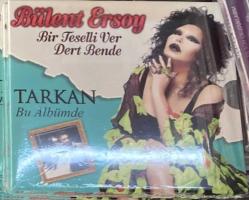 Bülent Ersoy
Bir Teselli Ver
Dert Bende
TARKAN
Bu Albümde